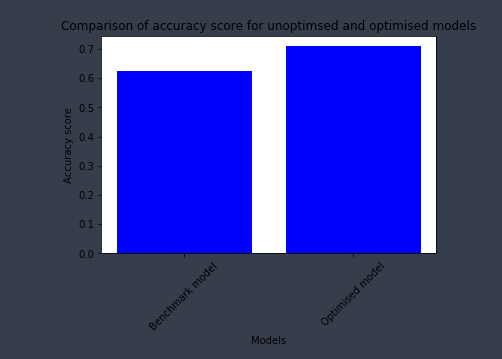 Comparison of accuracy score for unoptimsed and optimised models
0.7
0.6
0.5
0.4
0.3
0.2
0.1
0.0
Accuracy score
Benchmark model
Optimised model
Models